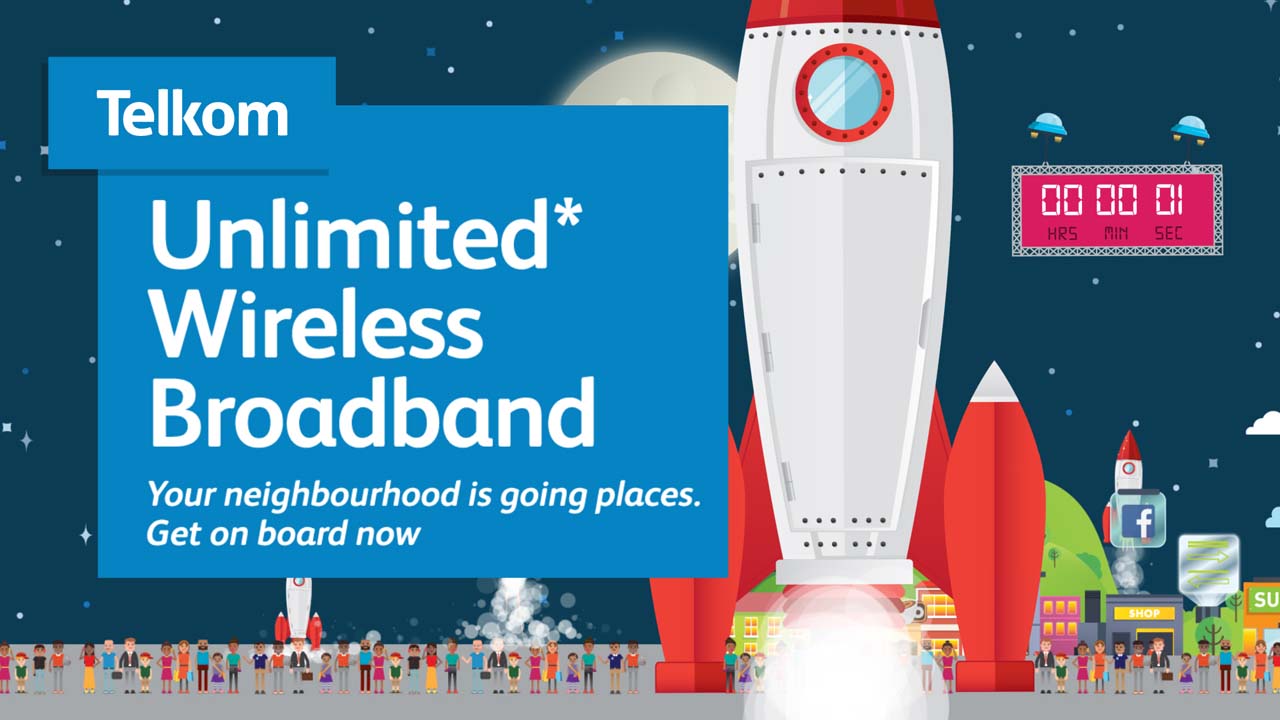 Telkom
Unlimited*
Wireless
Broadband
Your neighbourhood is going places.
Get on board now
00 00 01
HRS MIN SEC
f
SHOP
SU